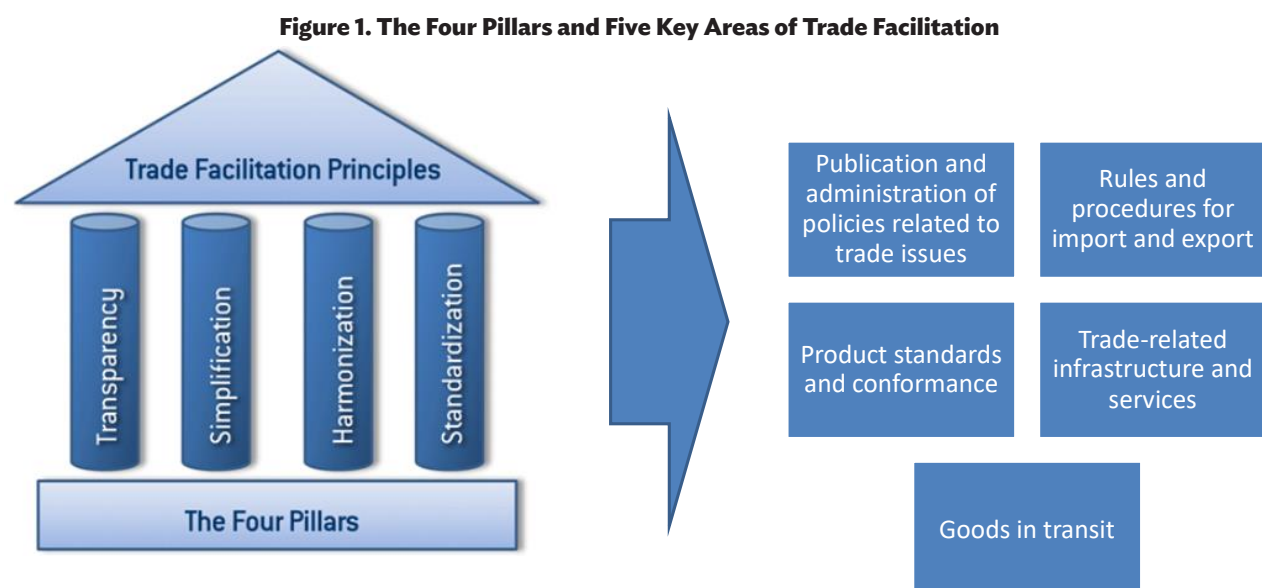 Figure 1. The Four Pillars and Five Key Areas of Trade Facilitation
Trade Facilitation Principles
Transparency
Simplification
Harmonization
Standardization
The Four Pillars
Publication and
administration of
policies related to
trade issues
Rules and
procedures for
import and export
Product standards
and conformance
Trade-related
infrastructure and
services
Goods in transit